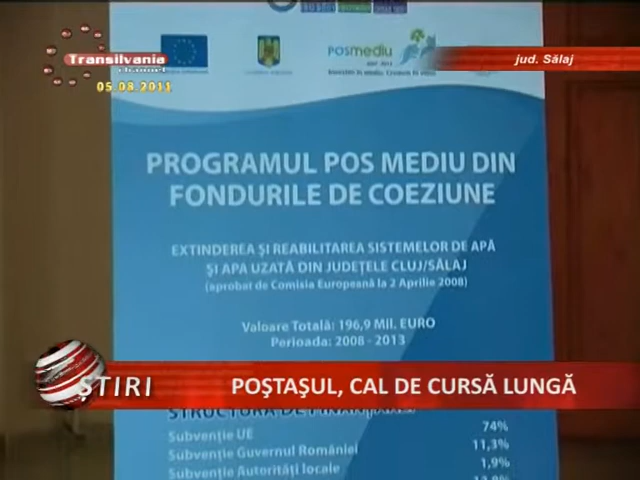 Transilvania
channel
05.08.2011
POSmediu
jud. Sălaj
PROGRAMUL POS MEDIU DIN
FONDURILE DE COEZIUNE
EXTINDEREA ŞI REABILITAREA SISTEMELOR DE APĂ
ŞI APA UZATĂ DIN JUDEŢELE CLUJ/SĂLAJ
(aprobat de Comisia Europeană la 2 Aprilie 2008)
Valoare Totală: 196,9 MIL. EURO
Perioada: 2008 - 2013
ŞTIRI
POŞTAŞUL, CAL DE CURSĂ LUNGĂ
STRUCTURA DE
Subvenţie UE 74%
Subvenţie Guvernul României 11,3%
Subvenţie Autorităţi locale 1,9%